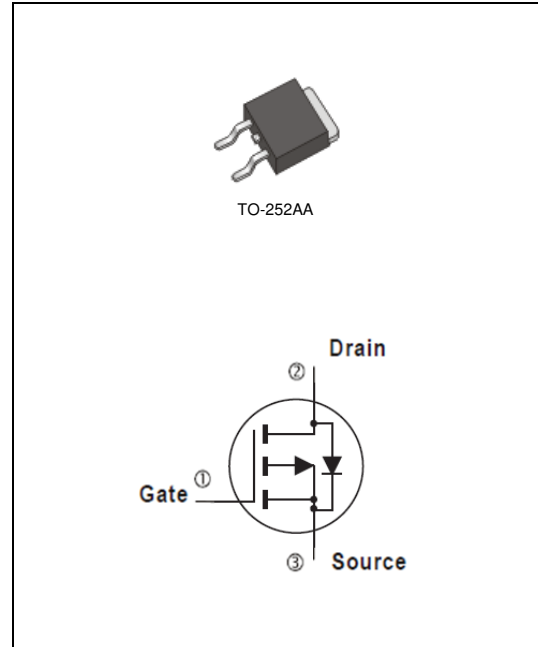 TO-252AA
Drain
②
Gate ①
③ Source